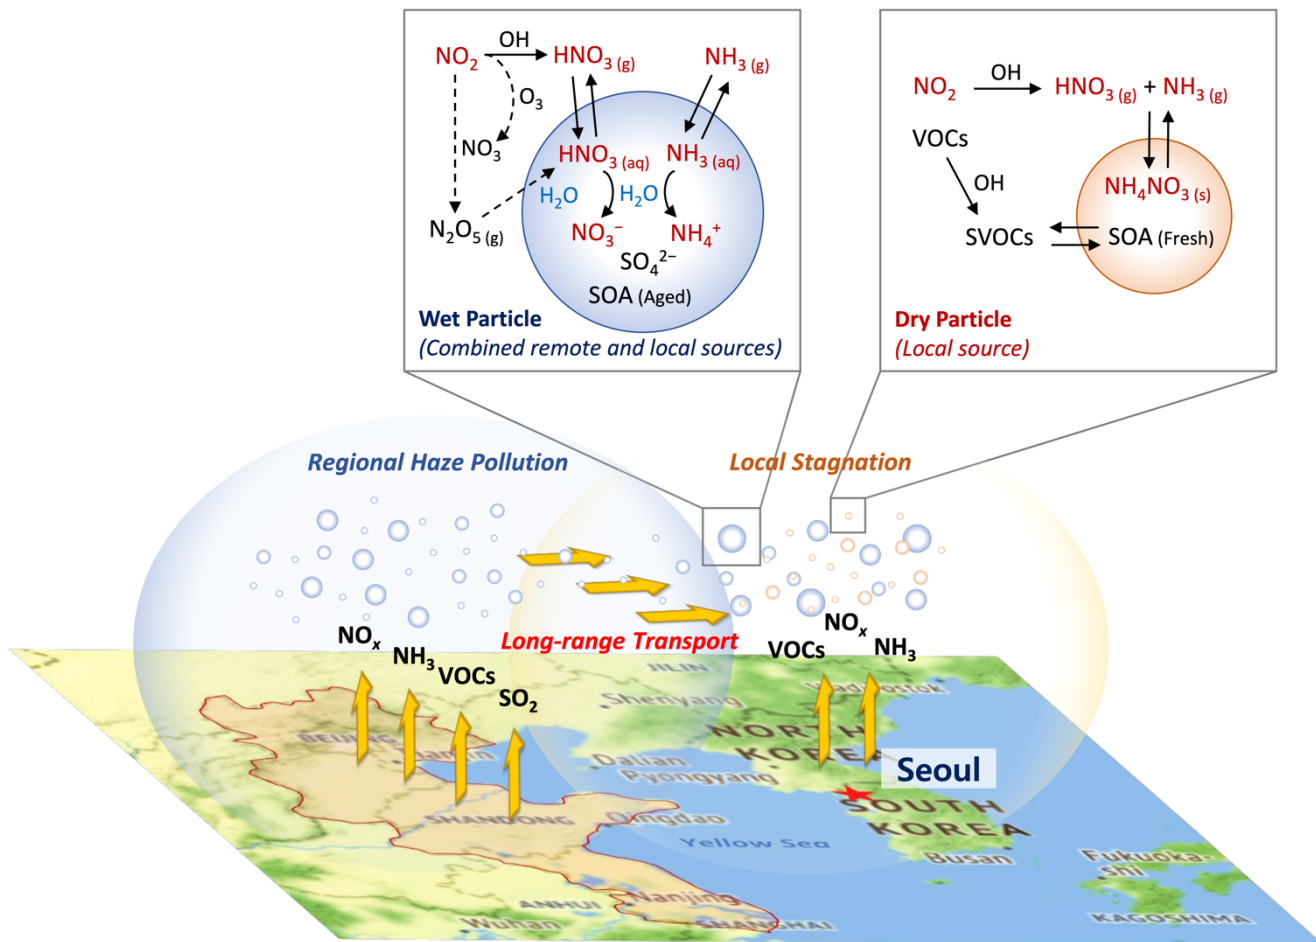 NO₂
OH
HNO₃ (g)
NH₃ (g)
O₃
NO₃
HNO₃ (aq)
NH₃ (aq)
H₂O
H₂O
N₂O₅ (g)
NO₃⁻
NH₄⁺
SO₄²⁻
SOA (Aged)
Wet Particle
(Combined remote and local sources)
NO₂
OH
HNO₃ (g) + NH₃ (g)
VOCs
OH
NH₄NO₃ (s)
SVOCs
SOA (Fresh)
Dry Particle
(Local source)
Regional Haze Pollution
Local Stagnation
Long-range Transport
NOₓ
NH₃
VOCs
SO₂
VOCs
NOₓ
NH₃
JILIN
Shenyang
Vladivostok
NORTH
KOREA
BEIJING
Tianjin
Dalian
Pyongyang
Seoul
SOUTH
KOREA
SHANDONG
Qingdao
Yellow Sea
Busan
Fukuoka-
shi
ANHUI
Nanjing
SHANGHAI
Wuhan
KAGOSHIMA